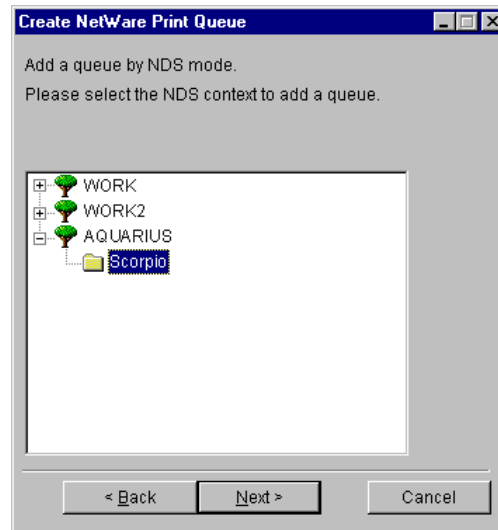 Create NetWare Print Queue
Add a queue by NDS mode.
Please select the NDS context to add a queue.
WORK
WORK2
AQUARIUS
Scorpio
< Back
Next >
Cancel